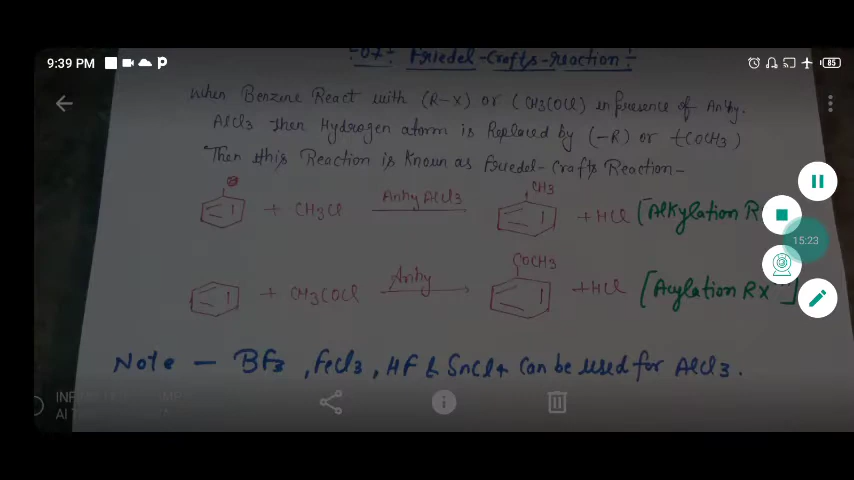 9:39 PM
85
-07- Friedel-Crafts-reaction:
When Benzine React with (R-X) or (CH3COCl) in presence of Anhy.
AlCl3 then Hydrogen atom is Replaced by (-R) or (-COCH3)
Then this Reaction is known as Friedel-Crafts Reaction-
H
+ CH3Cl Anhy AlCl3 CH3 + HCl [Alkylation R
15:23
+ CH3COCl Anhy COCH3 + HCl [Acylation RX]
Note - BF3, FeCl3, HF & SnCl4 can be used for AlCl3.